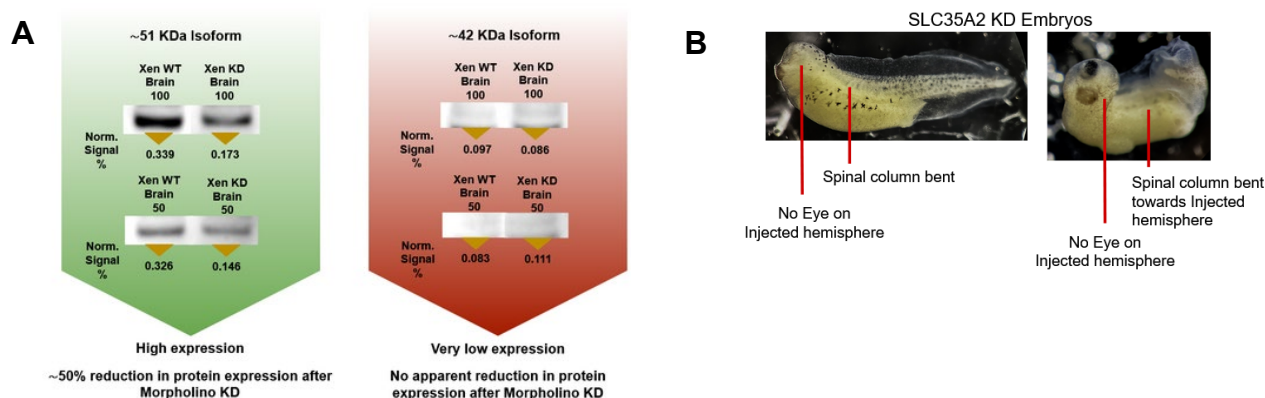 A
~51 KDa Isoform
Xen WT
Brain
100
Xen KD
Brain
100
Norm.
Signal
%
0.339
0.173
Xen WT
Brain
50
Xen KD
Brain
50
Norm.
Signal
%
0.326
0.146
High expression
~50% reduction in protein expression after
Morpholino KD
~42 KDa Isoform
Xen WT
Brain
100
Xen KD
Brain
100
Norm.
Signal
%
0.097
0.086
Xen WT
Brain
50
Xen KD
Brain
50
Norm.
Signal
%
0.083
0.111
Very low expression
No apparent reduction in protein
expression after Morpholino KD
B
SLC35A2 KD Embryos
Spinal column bent
No Eye on
Injected hemisphere
Spinal column bent
towards Injected
hemisphere
No Eye on
Injected hemisphere